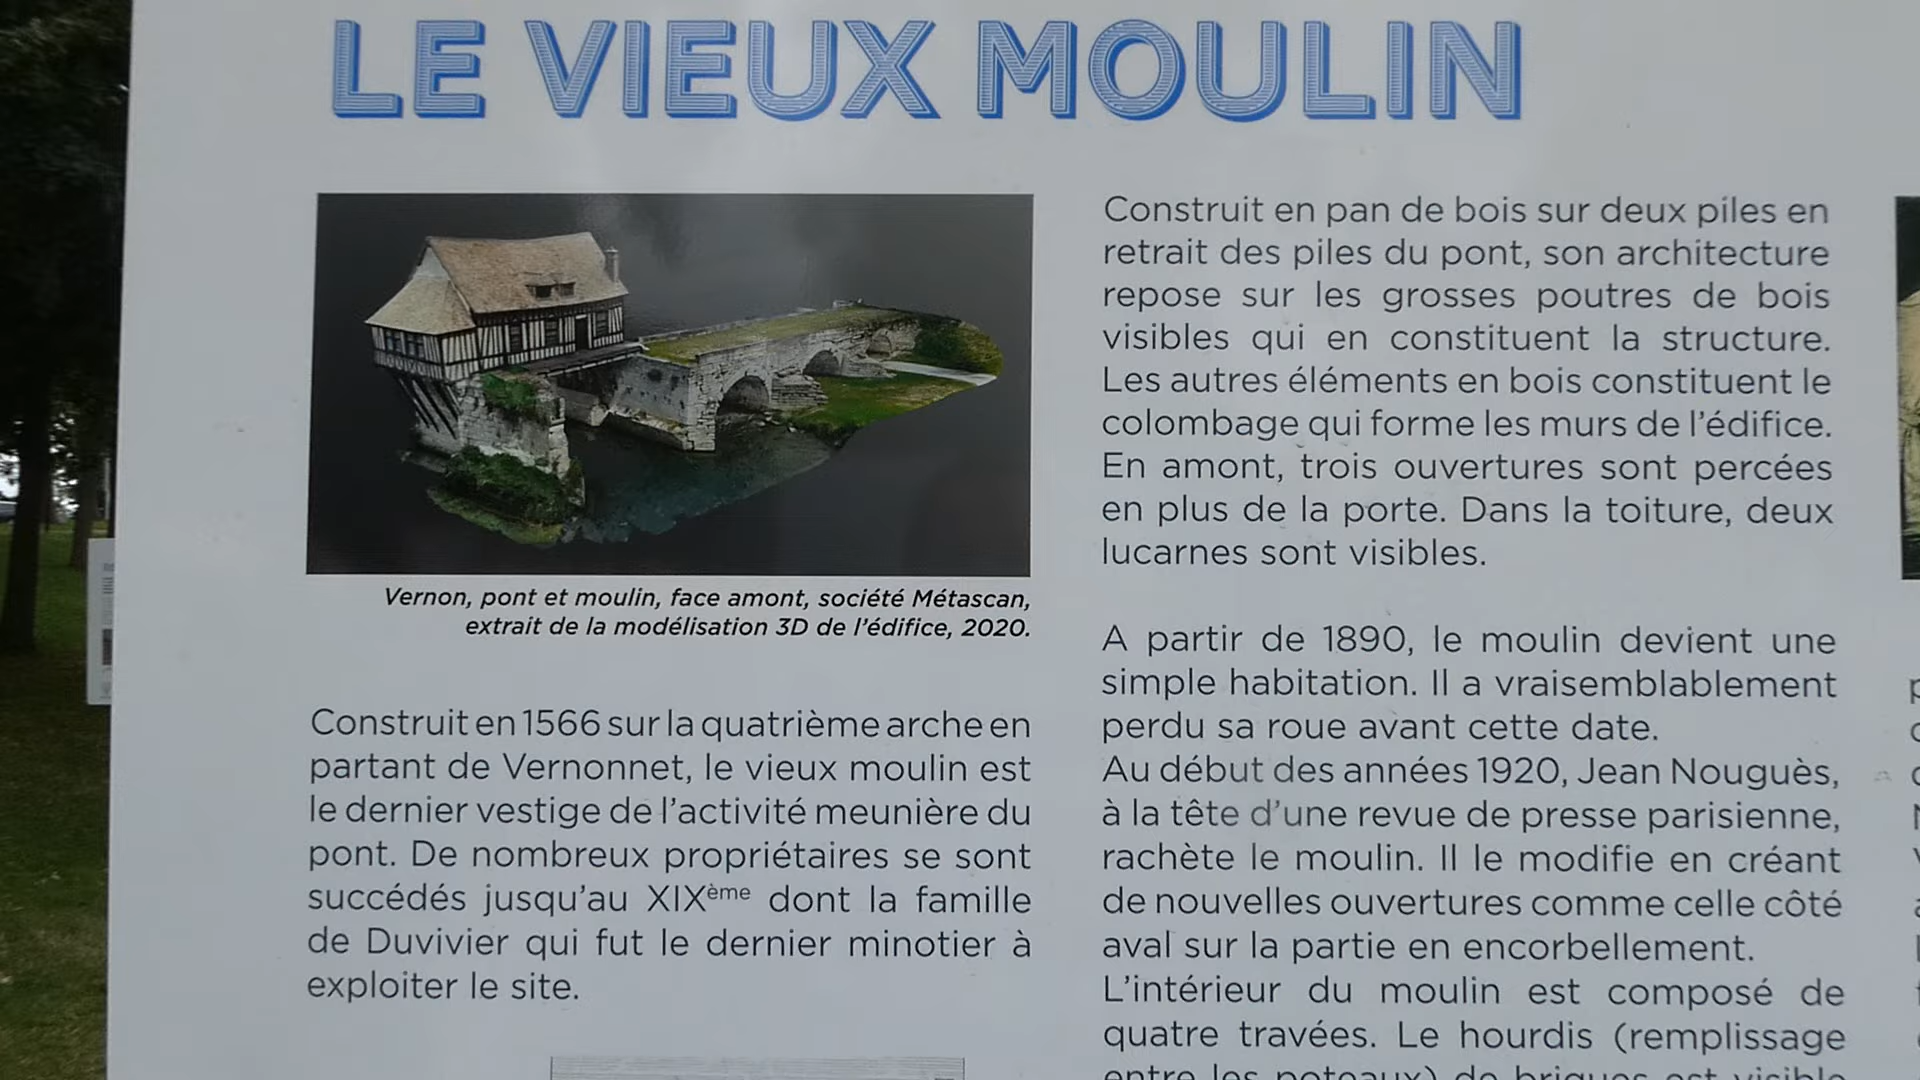 LE VIEUX MOULIN
Vernon, pont et moulin, face amont, société Métascan,
extrait de la modélisation 3D de l'édifice, 2020.
Construit en 1566 sur la quatrième arche en
partant de Vernonnet, le vieux moulin est
le dernier vestige de l'activité meunière du
pont. De nombreux propriétaires se sont
succédés jusqu'au XIXème dont la famille
de Duvivier qui fut le dernier minotier à
exploiter le site.
Construit en pan de bois sur deux piles en
retrait des piles du pont, son architecture
repose sur les grosses poutres de bois
visibles qui en constituent la structure.
Les autres éléments en bois constituent le
colombage qui forme les murs de l'édifice.
En amont, trois ouvertures sont percées
en plus de la porte. Dans la toiture, deux
lucarnes sont visibles.
A partir de 1890, le moulin devient une
simple habitation. Il a vraisemblablement
perdu sa roue avant cette date.
Au début des années 1920, Jean Nouguès,
à la tête d'une revue de presse parisienne,
rachète le moulin. Il le modifie en créant
de nouvelles ouvertures comme celle côté
aval sur la partie en encorbellement.
L'intérieur du moulin est composé de
quatre travées. Le hourdis (remplissage
entre les poteaux) de briques est visible